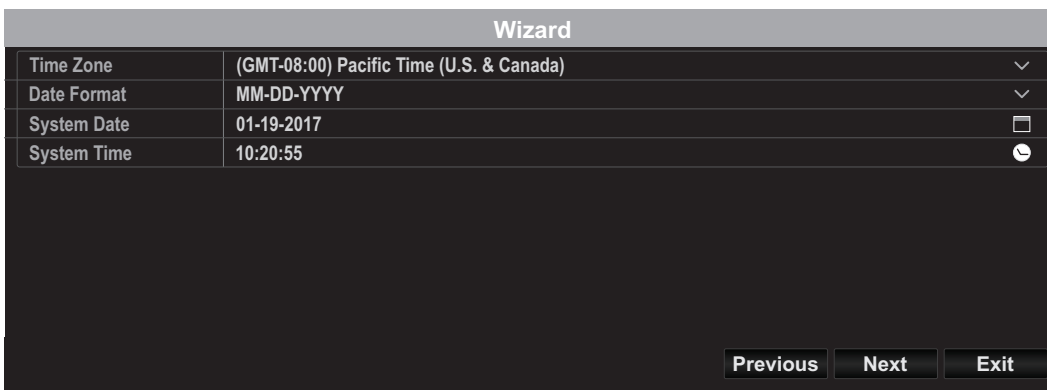 Wizard
Time Zone (GMT-08:00) Pacific Time (U.S. & Canada)
Date Format MM-DD-YYYY
System Date 01-19-2017
System Time 10:20:55
Previous Next Exit